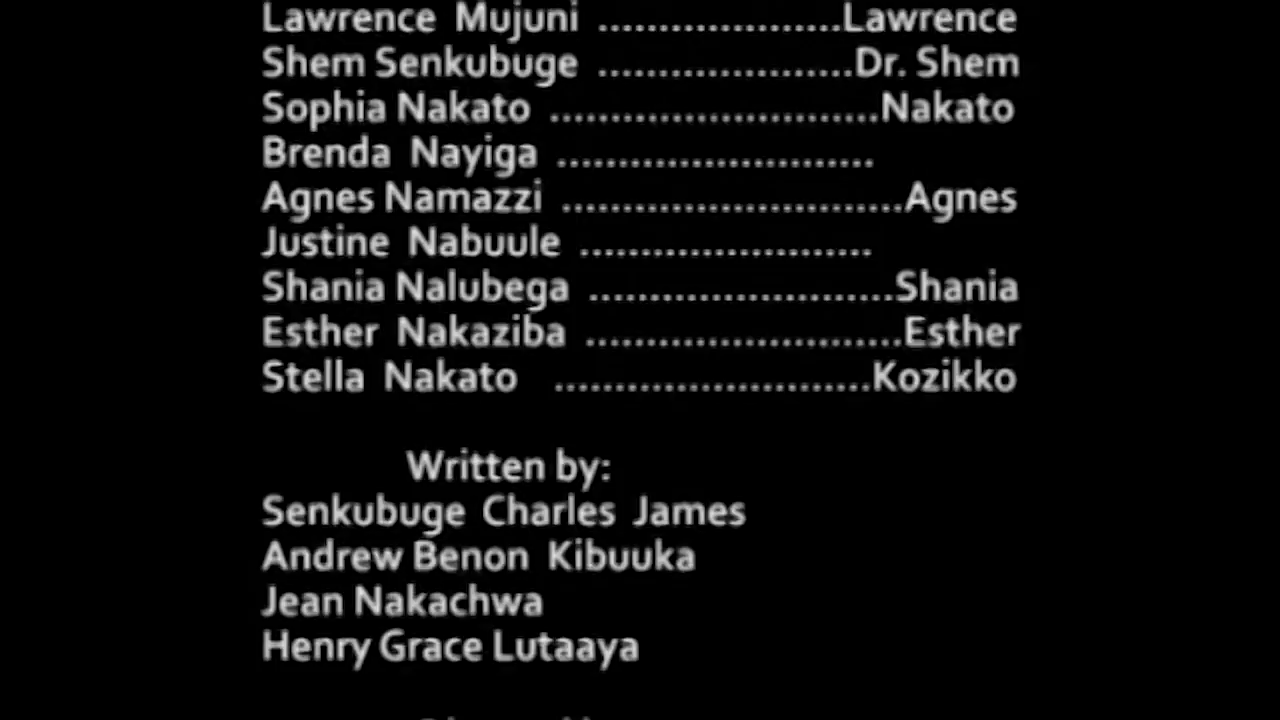 Lawrence Mujuni ....................Lawrence
Shem Senkubuge .....................Dr. Shem
Sophia Nakato ...........................Nakato
Brenda Nayiga ..........................
Agnes Namazzi ............................Agnes
Justine Nabuule ........................
Shania Nalubega .........................Shania
Esther Nakaziba ..........................Esther
Stella Nakato ..........................Kozikko
Written by:
Senkubuge Charles James
Andrew Benon Kibuuka
Jean Nakachwa
Henry Grace Lutaaya